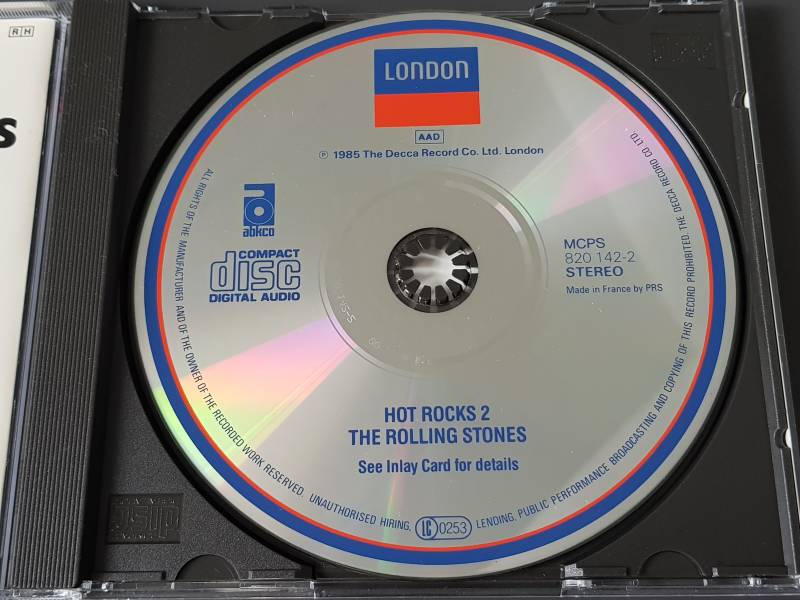 RH
s
LONDON
AAD
℗ 1985 The Decca Record Co. Ltd. London
abkco
COMPACT
disc
DIGITAL AUDIO
MCPS
820 142-2
STEREO
Made in France by PRS
HOT ROCKS 2
THE ROLLING STONES
See Inlay Card for details
ALL RIGHTS OF THE MANUFACTURER AND OF THE OWNER OF THE RECORDED WORK RESERVED. UNAUTHORISED HIRING, LC 0253 LENDING, PUBLIC PERFORMANCE BROADCASTING AND COPYING OF THIS RECORD PROHIBITED. THE DECCA RECORD CO. LTD.